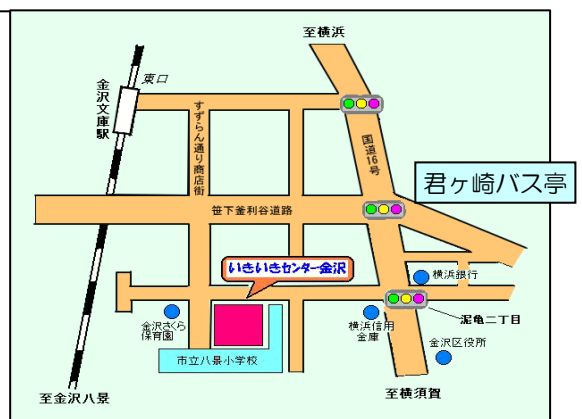 至横浜
東口
金沢文庫駅
すずらん通り商店街
国道16号
君ヶ崎バス亭
笹下釜利谷道路
いきいきセンター金沢
横浜銀行
金沢さくら
保育園
横浜信用
金庫
泥亀二丁目
金沢区役所
市立八景小学校
至金沢八景
至横須賀